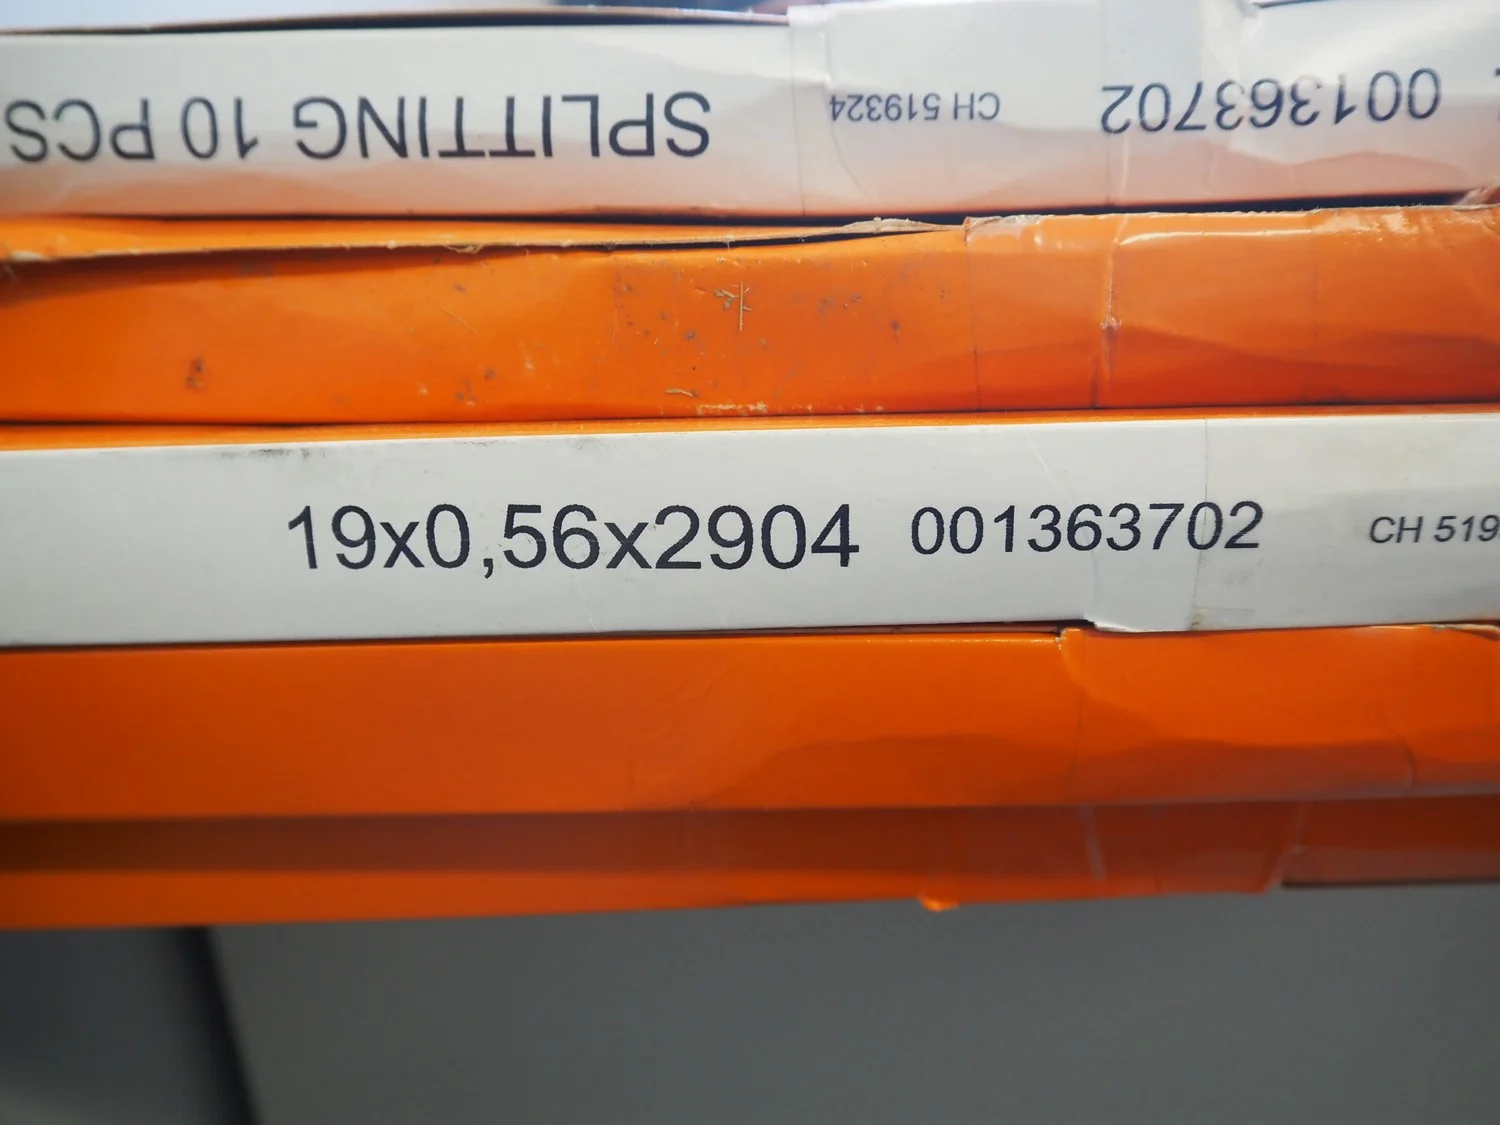 001363702 CH 519324 SPLITTING 10 PCS
19x0,56x2904 001363702 CH 519